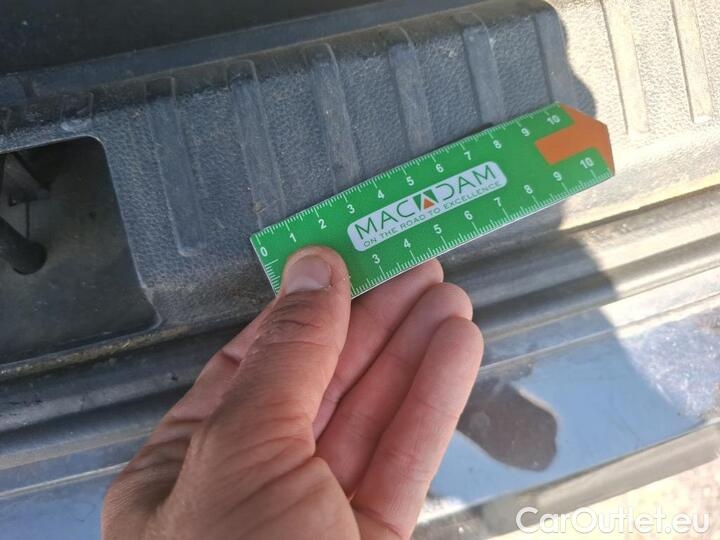 0 1 2 3 4 5 6 7 8 9 10
MACADAM
ON THE ROAD TO EXCELLENCE
3 4 5 6 7 8 9 10
CarOutlet.eu